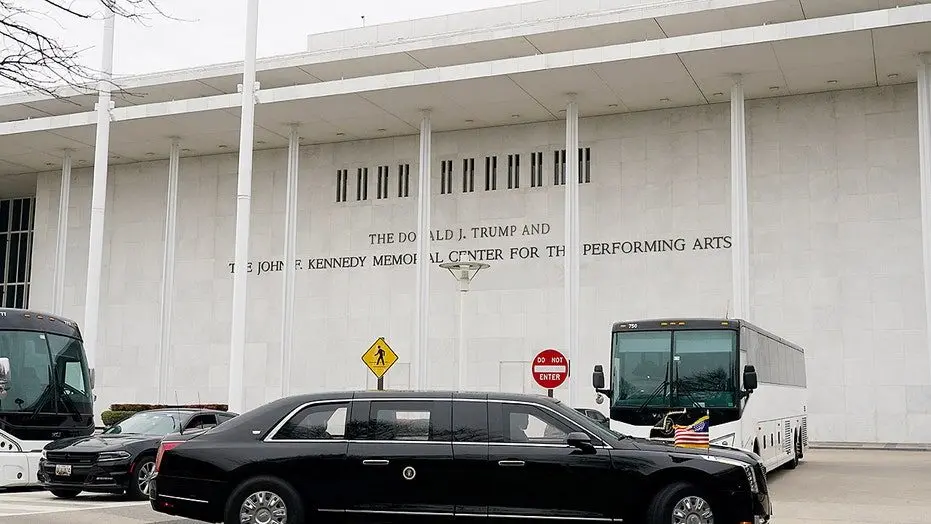 THE DONALD J. TRUMP AND
THE JOHN F. KENNEDY MEMORIAL CENTER FOR THE PERFORMING ARTS
DO NOT
ENTER
750